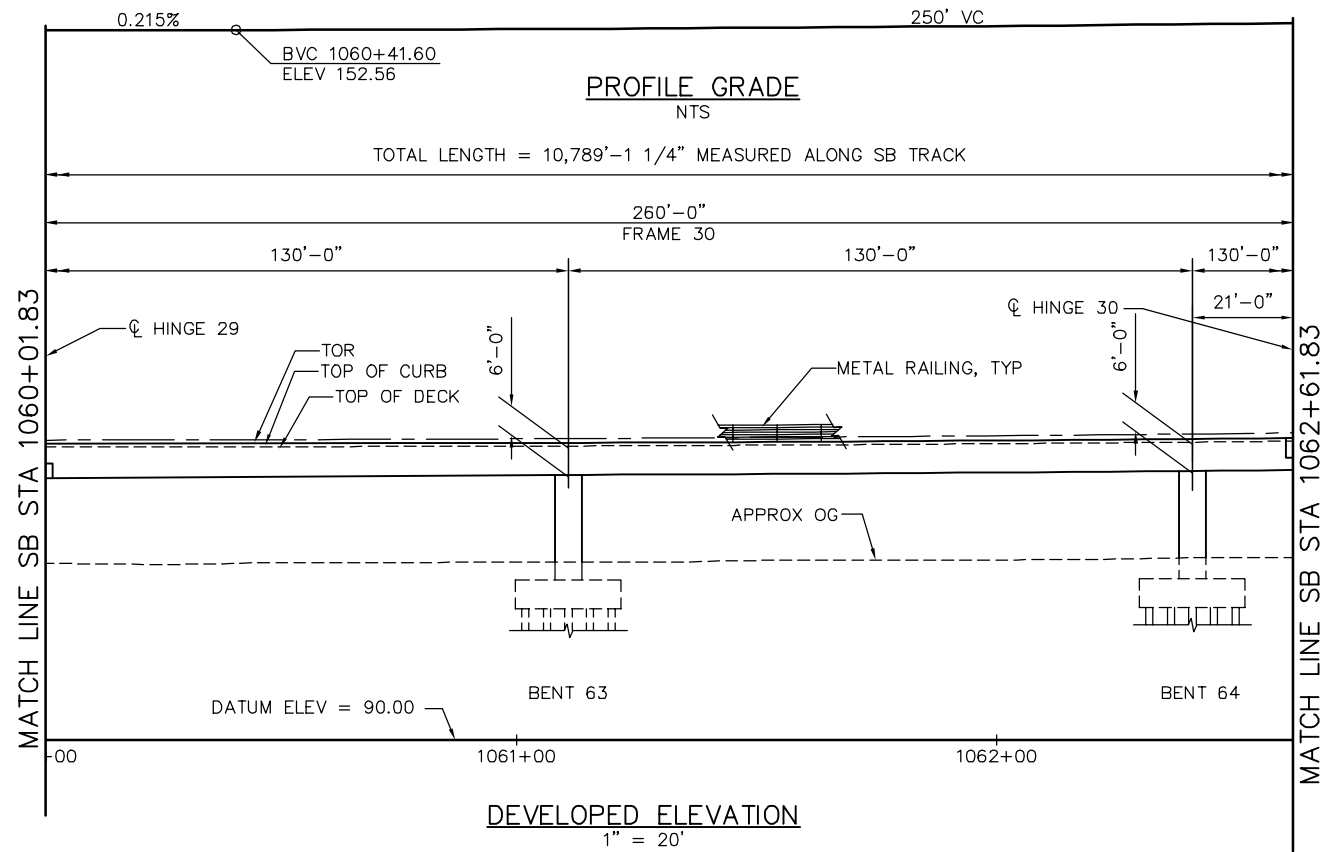 0.215%
250' VC
BVC 1060+41.60
ELEV 152.56
PROFILE GRADE
NTS
TOTAL LENGTH = 10,789'-1 1/4" MEASURED ALONG SB TRACK
260'-0"
FRAME 30
130'-0"
130'-0"
130'-0"
21'-0"
℄ HINGE 29
℄ HINGE 30
6'-0"
6'-0"
TOR
TOP OF CURB
TOP OF DECK
METAL RAILING, TYP
APPROX OG
MATCH LINE SB STA 1060+01.83
MATCH LINE SB STA 1062+61.83
BENT 63
BENT 64
DATUM ELEV = 90.00
-00
1061+00
1062+00
DEVELOPED ELEVATION
1" = 20'